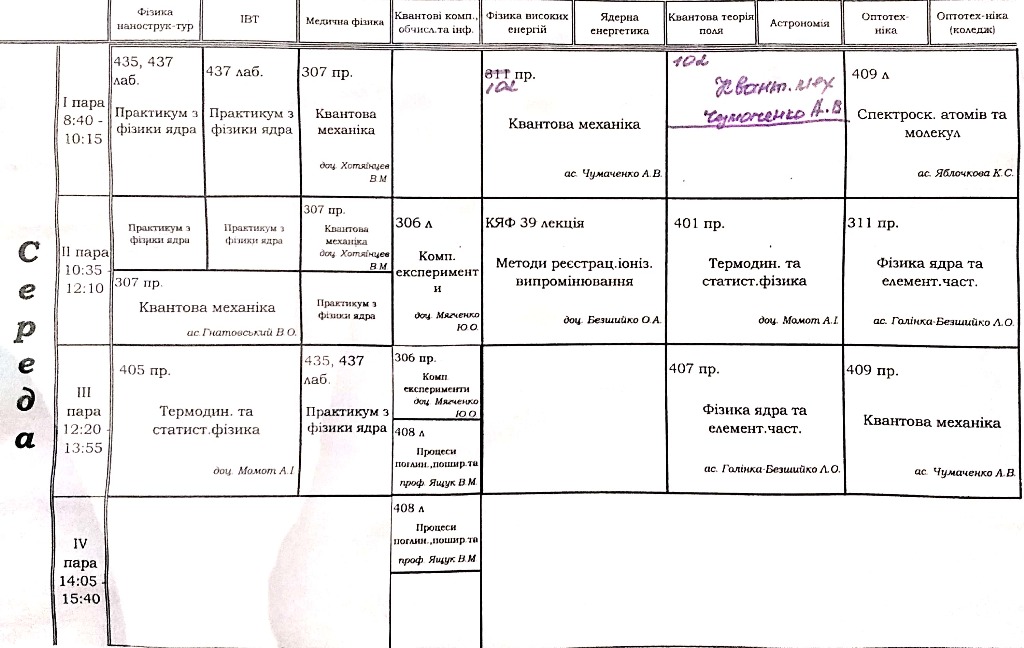 Фізика
наноструктур
ІВТ
Медична фізика
Квантові комп.,
обчисл.та інф.
Фізика високих
енергій
Ядерна
енергетика
Квантова теорія
поля
Астрономія
Оптотех-
ніка
Оптотех-ніка
(коледж)
Середа
І пара
8:40 -
10:15
435, 437
лаб.
Практикум з
фізики ядра
437 лаб.
Практикум з
фізики ядра
307 пр.
Квантова
механіка
доц. Хотяінцев
В.М
311 пр.
102
Квантова механіка
ас. Чумаченко А.В.
102
Квант. мех
Чумаченко А.В
409 л
Спектроск. атомів та
молекул
ас. Яблочкова К.С.
ІІ пара
10:35 -
12:10
Практикум з
фізики ядра
Практикум з
фізики ядра
307 пр.
Квантова механіка
ас Гнатовський В О.
307 пр.
Квантова
механіка
доц. Хотяінцев
В М
Практикум з
фізики ядра
306 л
Комп.
експеримент
и
доц. Мягченко
Ю.О.
КЯФ 39 лекція
Методи реєстрац.іоніз.
випромінювання
доц. Безшийко О.А.
401 пр.
Термодин. та
статист.фізика
доц. Момот А.І.
311 пр.
Фізика ядра та
елемент.част.
ас. Голінка-Безшийко Л.О.
ІІІ
пара
12:20 -
13:55
405 пр.
Термодин. та
статист.фізика
доц. Момот А.І
435, 437
лаб.
Практикум з
фізики ядра
306 пр.
Комп
експерименти
доц. Мягченко
Ю О
408 л
Процеси
поглин.,пошир.та
проф. Ящук В М.
407 пр.
Фізика ядра та
елемент.част.
ас. Голінка-Безшийко Л.О.
409 пр.
Квантова механіка
ас. Чумаченко А.В.
IV
пара
14:05 -
15:40
408 л
Процеси
поглин.,пошир та
проф Ящук В.М